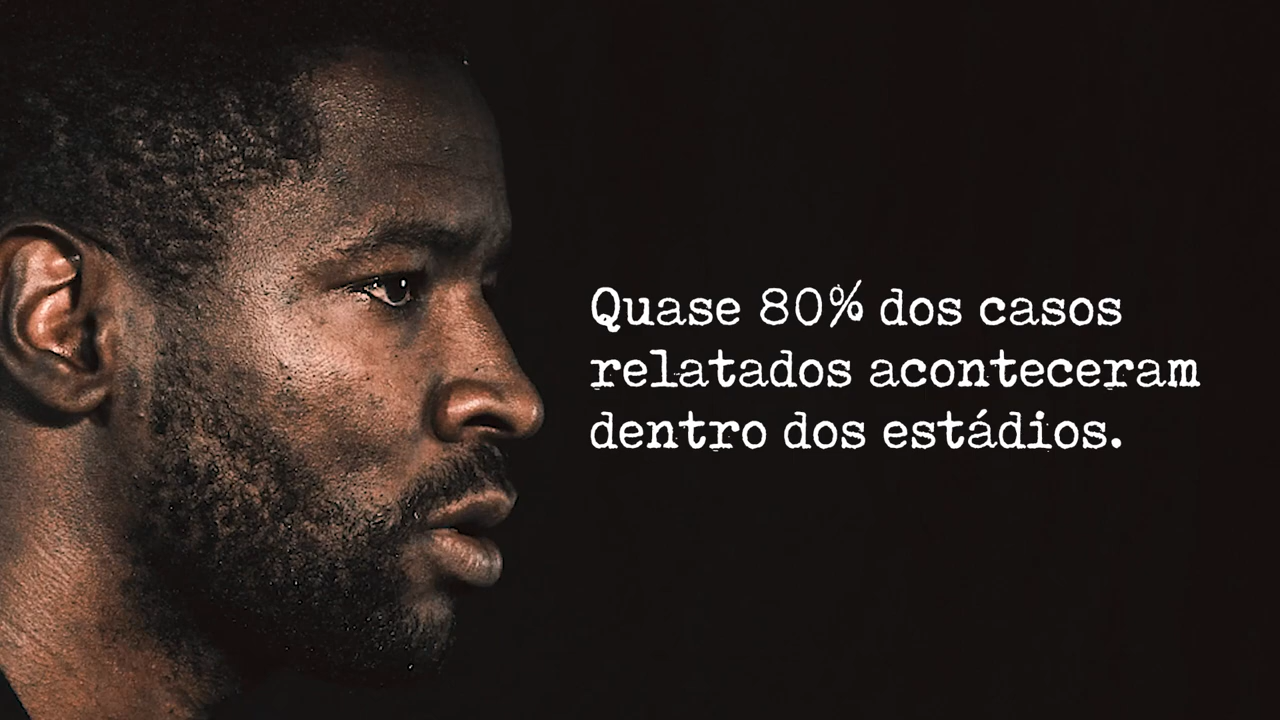 Quase 80% dos casos
relatados aconteceram
dentro dos estádios.